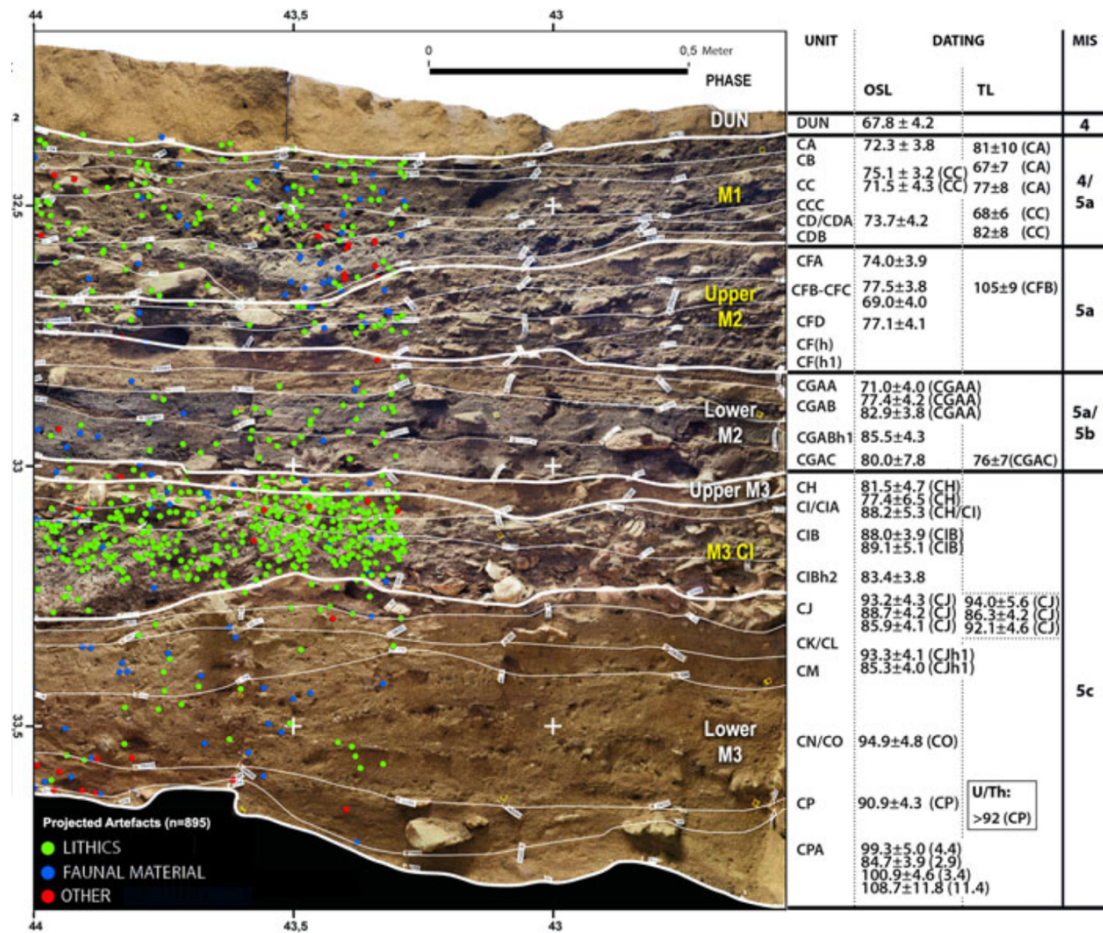 44
43,5
43
0
0,5 Meter
PHASE
DUN
M1
Upper
M2
Lower
M2
Upper M3
M3 CI
Lower
M3
2
32,5
33
33,5
Projected Artefacts (n=895)
LITHICS
FAUNAL MATERIAL
OTHER
44
43,5
43
UNIT DATING MIS
OSL TL
DUN 67.8 ± 4.2 4
CA 72.3 ± 3.8 81±10 (CA)
CB 67±7 (CA)
75.1 ± 3.2 (CC)
CC 71.5 ± 4.3 (CC) 77±8 (CA)
4/
5a
CCC 68±6 (CC)
CD/CDA 73.7±4.2
CDB 82±8 (CC)
CFA 74.0±3.9
CFB-CFC 77.5±3.8 105±9 (CFB)
69.0±4.0
5a
CFD 77.1±4.1
CF(h)
CF(h1)
CGAA 71.0±4.0 (CGAA)
77.4±4.2 (CGAA)
CGAB 82.9±3.8 (CGAA)
5a/
5b
CGABh1 85.5±4.3
CGAC 80.0±7.8 76±7(CGAC)
CH 81.5±4.7 (CH)
77.4±6.5 (CH)
CI/CIA 88.2±5.3 (CH/CI)
CIB 88.0±3.9 (CIB)
89.1±5.1 (CIB)
CIBh2 83.4±3.8
93.2±4.3 (CJ) 94.0±5.6 (CJ)
CJ 88.7±4.2 (CJ) 86.3±4.2 (CJ)
85.9±4.1 (CJ) 92.1±4.6 (CJ)
CK/CL
93.3±4.1 (CJh1)
CM 85.3±4.0 (CJh1)
5c
CN/CO 94.9±4.8 (CO)
U/Th:
CP 90.9±4.3 (CP) >92 (CP)
CPA 99.3±5.0 (4.4)
84.7±3.9 (2.9)
100.9±4.6 (3.4)
108.7±11.8 (11.4)